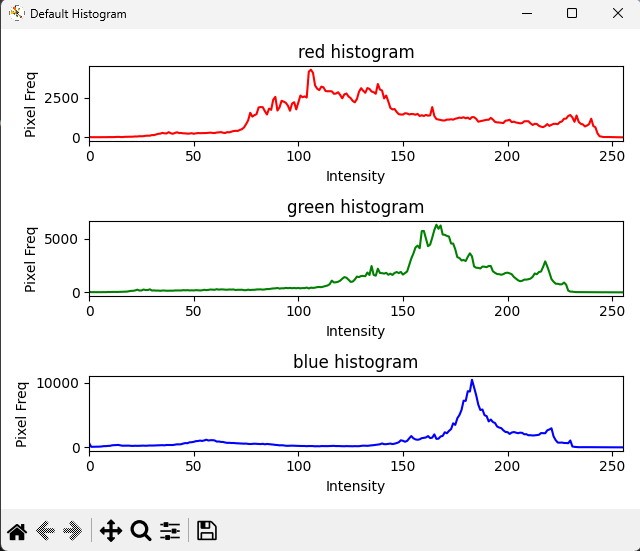 Default Histogram
red histogram
Pixel Freq
2500
0
0 50 100 150 200 250
Intensity
green histogram
Pixel Freq
5000
0
0 50 100 150 200 250
Intensity
blue histogram
Pixel Freq
10000
0
0 50 100 150 200 250
Intensity